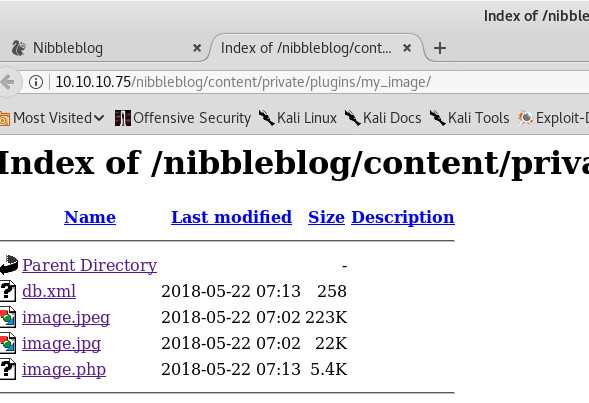 Index of /nibble
Nibbleblog × Index of /nibbleblog/cont... × +
10.10.10.75/nibbleblog/content/private/plugins/my_image/
Most Visited Offensive Security Kali Linux Kali Docs Kali Tools Exploit-D
Index of /nibbleblog/content/priva
Name Last modified Size Description
Parent Directory -
db.xml 2018-05-22 07:13 258
image.jpeg 2018-05-22 07:02 223K
image.jpg 2018-05-22 07:02 22K
image.php 2018-05-22 07:13 5.4K